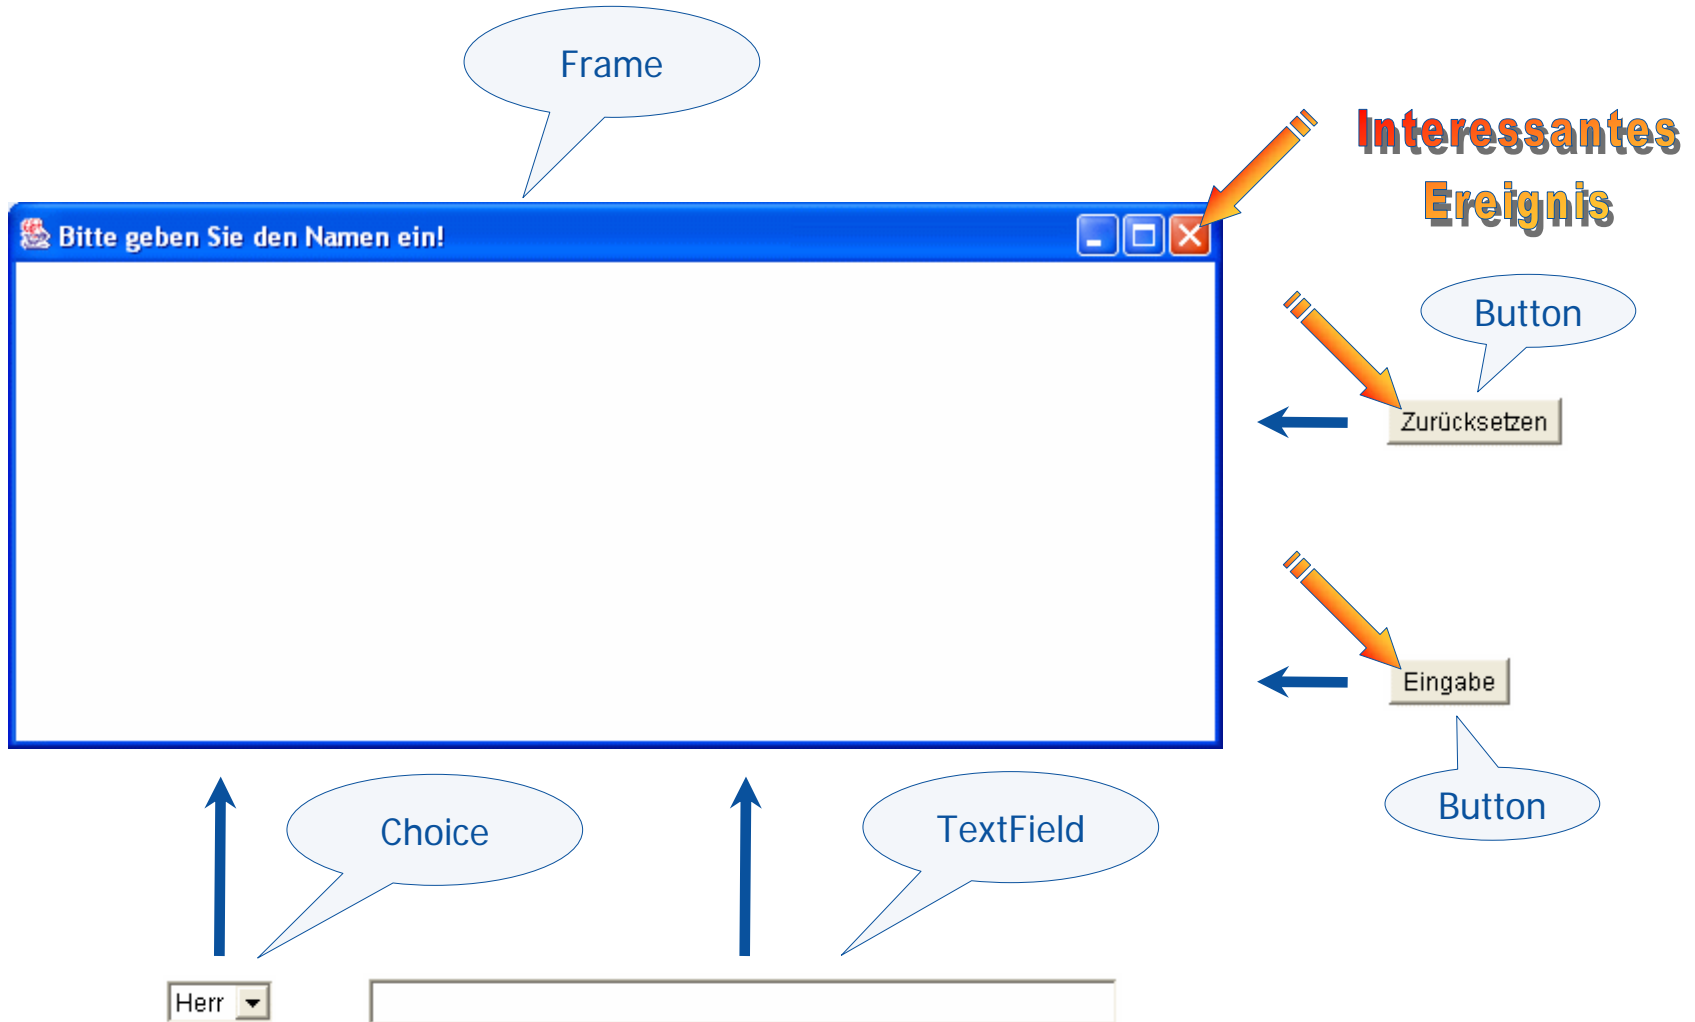 Frame
Interessantes
Ereignis
Bitte geben Sie den Namen ein!
Button
Zurücksetzen
Eingabe
Button
Choice
TextField
Herr